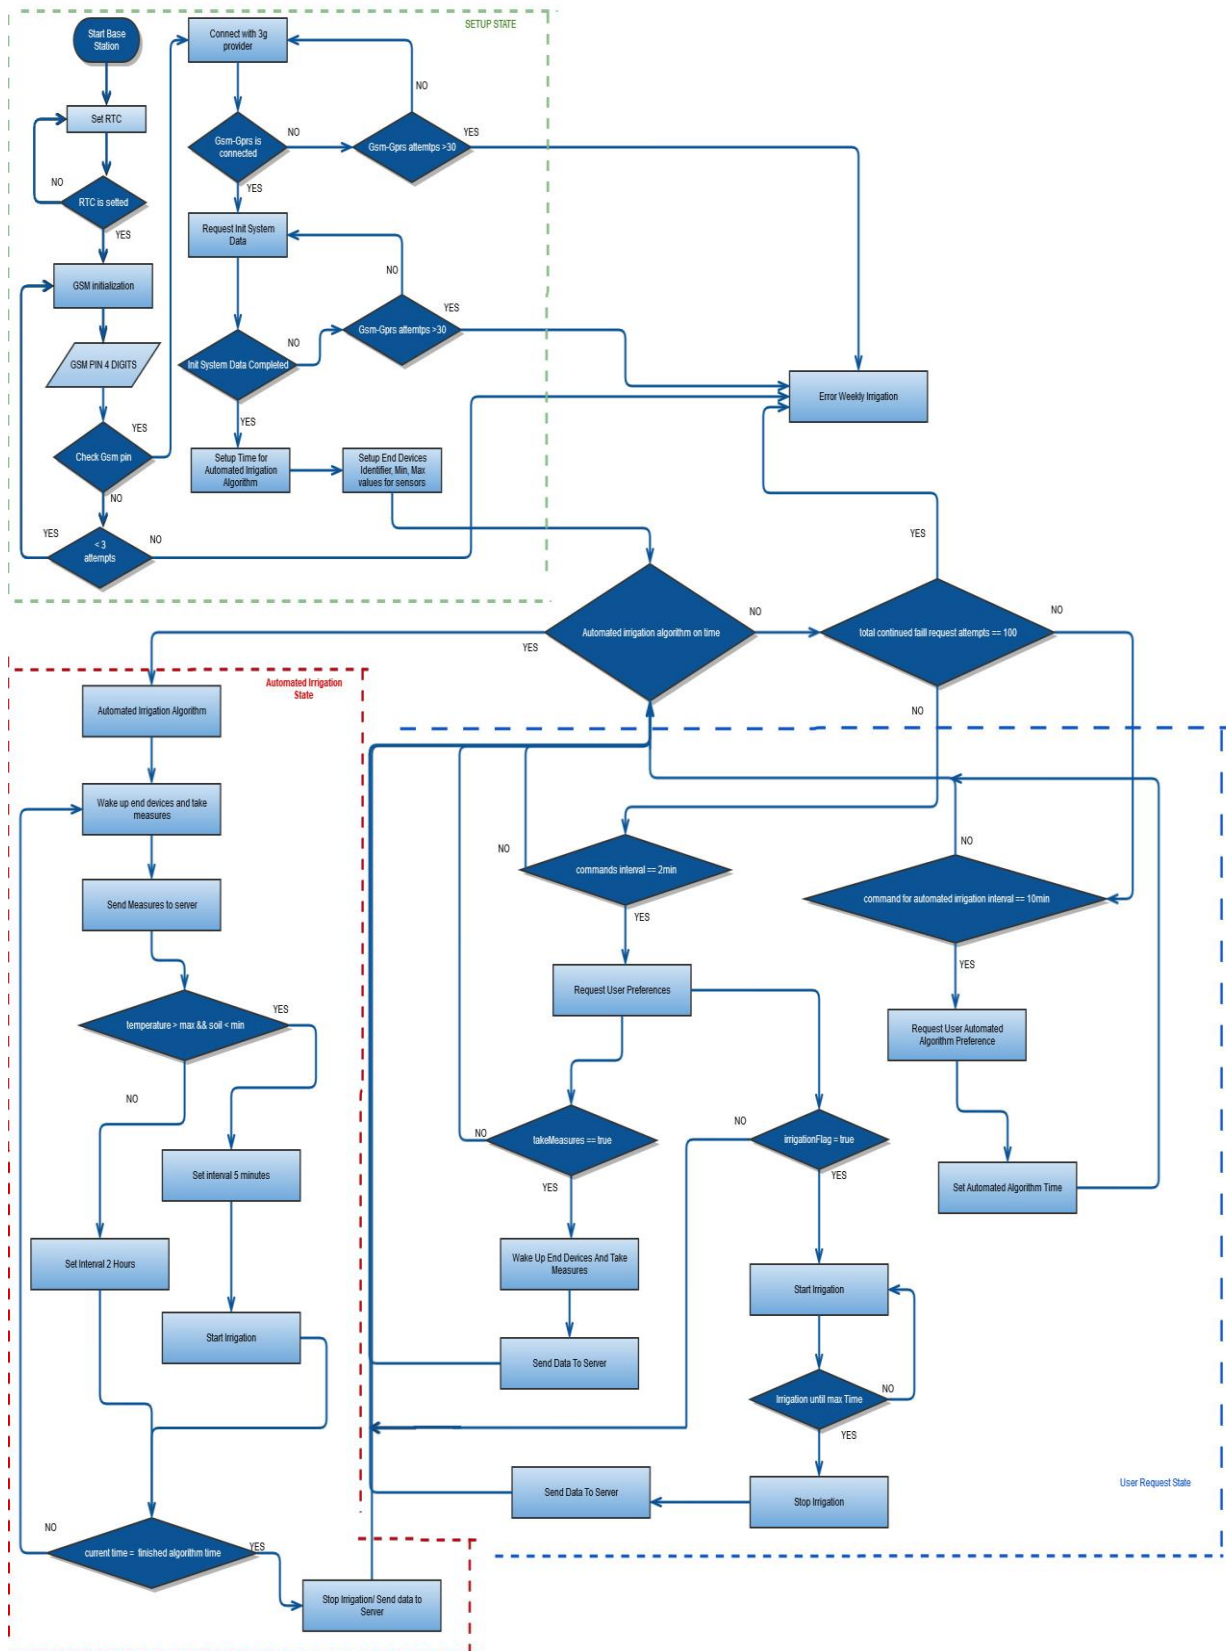 SETUP STATE
Start Base
Station
Connect with 3g
provider
NO
Set RTC
Gsm-Gprs is
connected
NO
Gsm-Gprs attemtps >30
YES
NO
RTC is setted
YES
YES
Request Init System
Data
NO
GSM initialization
YES
Gsm-Gprs attemtps >30
NO
Init System Data Completed
GSM PIN 4 DIGITS
YES
Error Weekly Irrigation
YES
Check Gsm pin
Setup Time for
Automated Irrigation
Algorithm
Setup End Devices
Identifier, Min, Max
values for sensors
NO
YES
< 3
attempts
NO
YES
NO
NO
Automated irrigation algorithm on time
total continued faill request attempts == 100
YES
Automated Irrigation
State
NO
Automated Irrigation Algorithm
Wake up end devices and take
measures
NO
NO
commands interval == 2min
command for automated irrigation interval == 10min
Send Measures to server
YES
YES
Request User Preferences
YES
temperature > max && soil < min
Request User Automated
Algorithm Preference
NO
NO
NO
takeMeasures == true
irrigationFlag = true
YES
Set interval 5 minutes
YES
Set Automated Algorithm Time
Wake Up End Devices And Take
Measures
Set Interval 2 Hours
Start Irrigation
Start Irrigation
Send Data To Server
Irrigation until max Time
NO
YES
User Request State
Send Data To Server
Stop Irrigation
NO
current time = finished algorithm time
YES
Stop Irrigation/ Send data to
Server